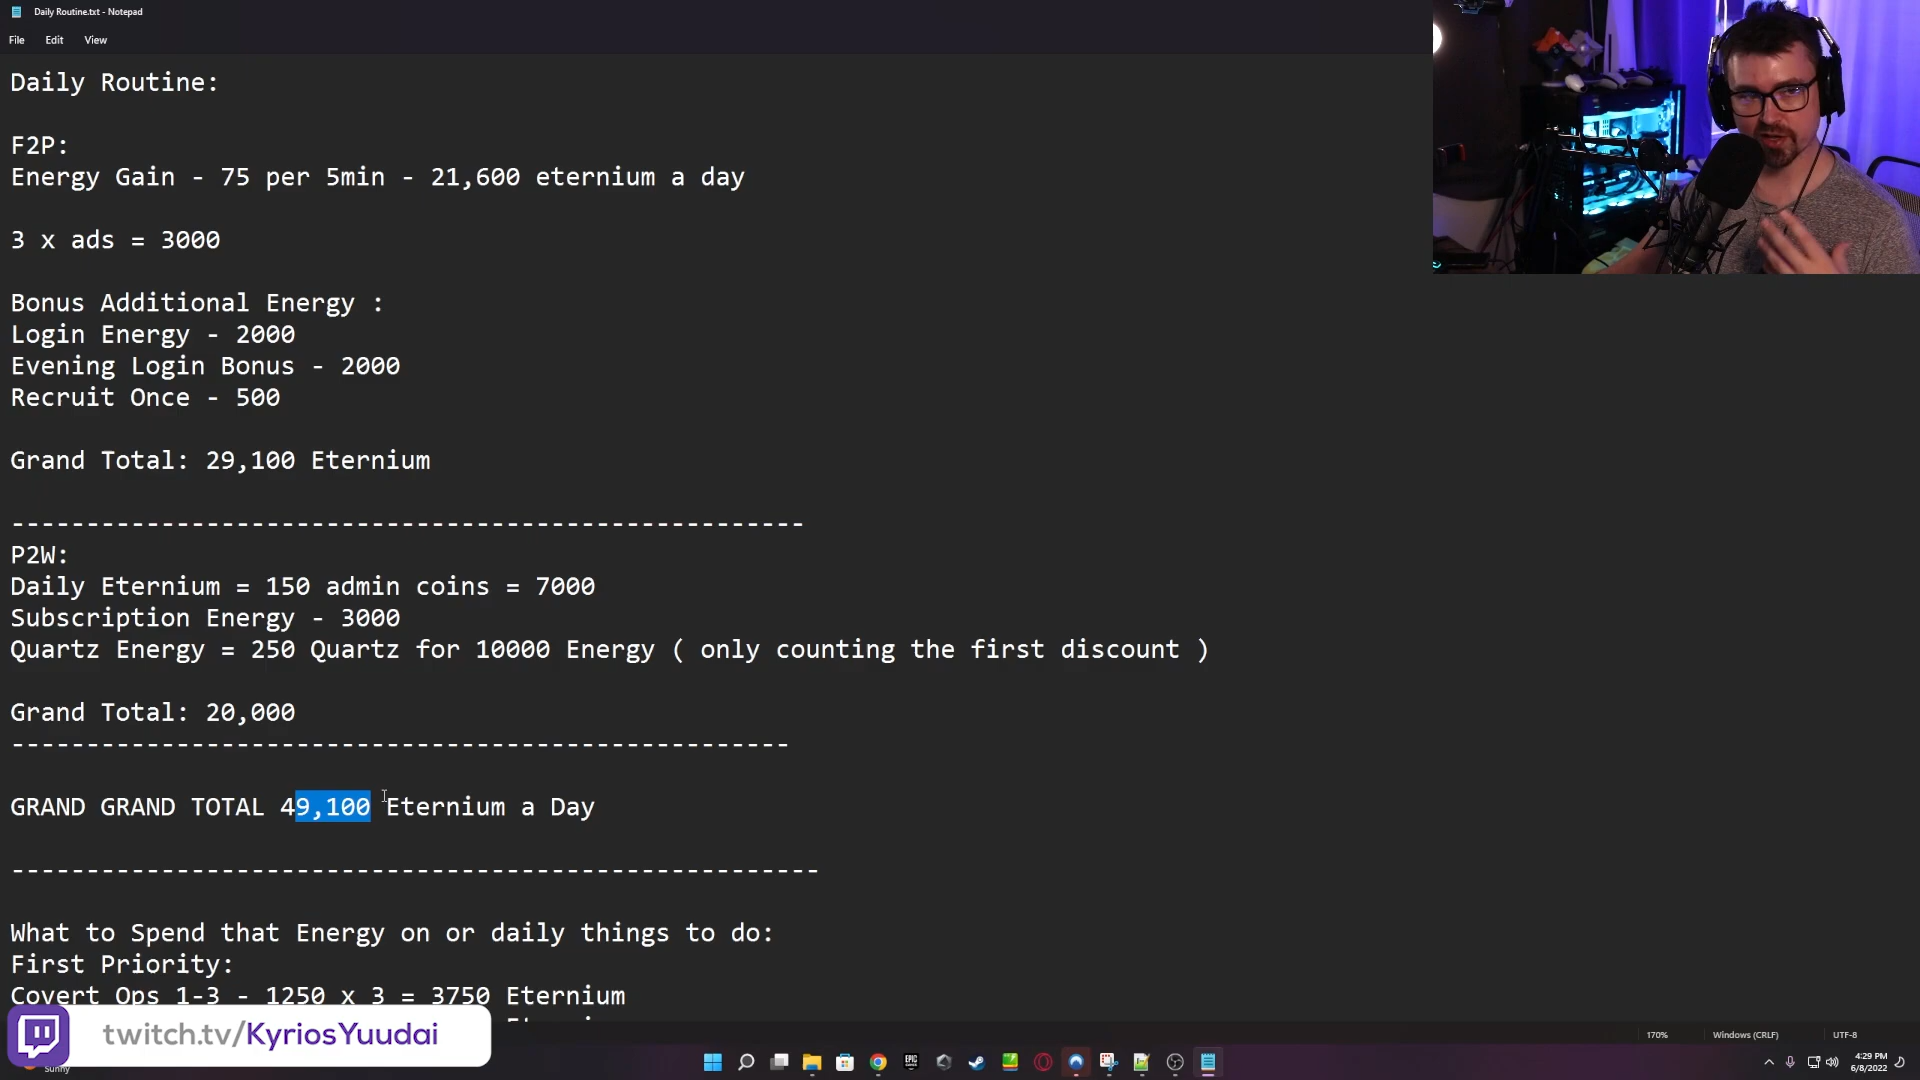 Daily Routine.txt - Notepad
File Edit View
Daily Routine:
F2P:
Energy Gain - 75 per 5min - 21,600 eternium a day
3 x ads = 3000
Bonus Additional Energy :
Login Energy - 2000
Evening Login Bonus - 2000
Recruit Once - 500
Grand Total: 29,100 Eternium
-----------------------------------------------------
P2W:
Daily Eternium = 150 admin coins = 7000
Subscription Energy - 3000
Quartz Energy = 250 Quartz for 10000 Energy ( only counting the first discount )
Grand Total: 20,000
----------------------------------------------------
GRAND GRAND TOTAL 49,100 Eternium a Day
------------------------------------------------------
What to Spend that Energy on or daily things to do:
First Priority:
Covert Ops 1-3 - 1250 x 3 = 3750 Eternium
twitch.tv/KyriosYuudai
170% Windows (CRLF) UTF-8
Sunny
EPIC
4:29 PM
6/8/2022